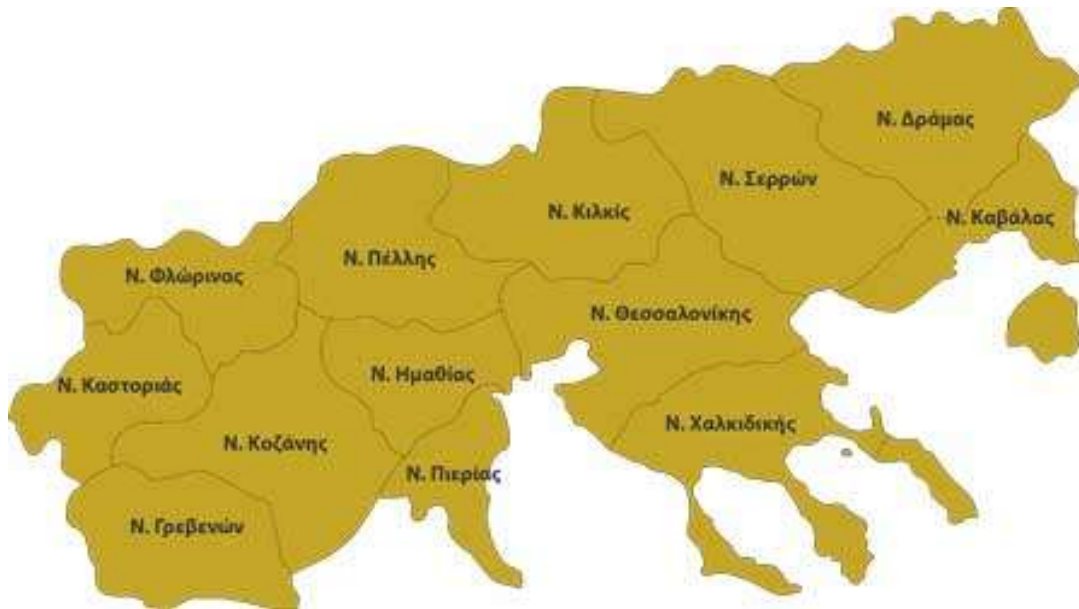 Ν. Δράμας
Ν. Σερρών
Ν. Κιλκίς
Ν. Καβάλας
Ν. Πέλλης
Ν. Φλώρινας
Ν. Θεσσαλονίκης
Ν. Ημαθίας
Ν. Καστοριάς
Ν. Χαλκιδικής
Ν. Κοζάνης
Ν. Πιερίας
Ν. Γρεβενών